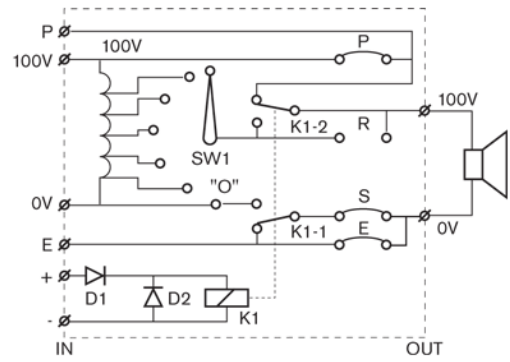 P
P
100V
100V
100V
SW1
K1-2
R
"O"
0V
S
0V
K1-1
E
E
+
D1
D2
K1
-
IN
OUT